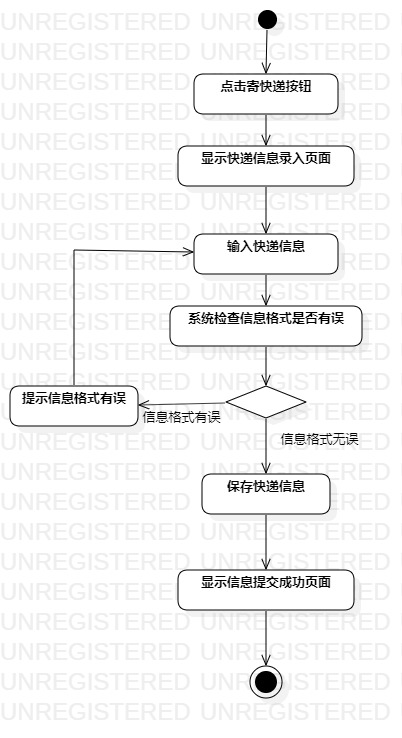 点击寄快递按钮
显示快递信息录入页面
输入快递信息
系统检查信息格式是否有误
提示信息格式有误
信息格式有误
信息格式无误
保存快递信息
显示信息提交成功页面
UNREGISTERED